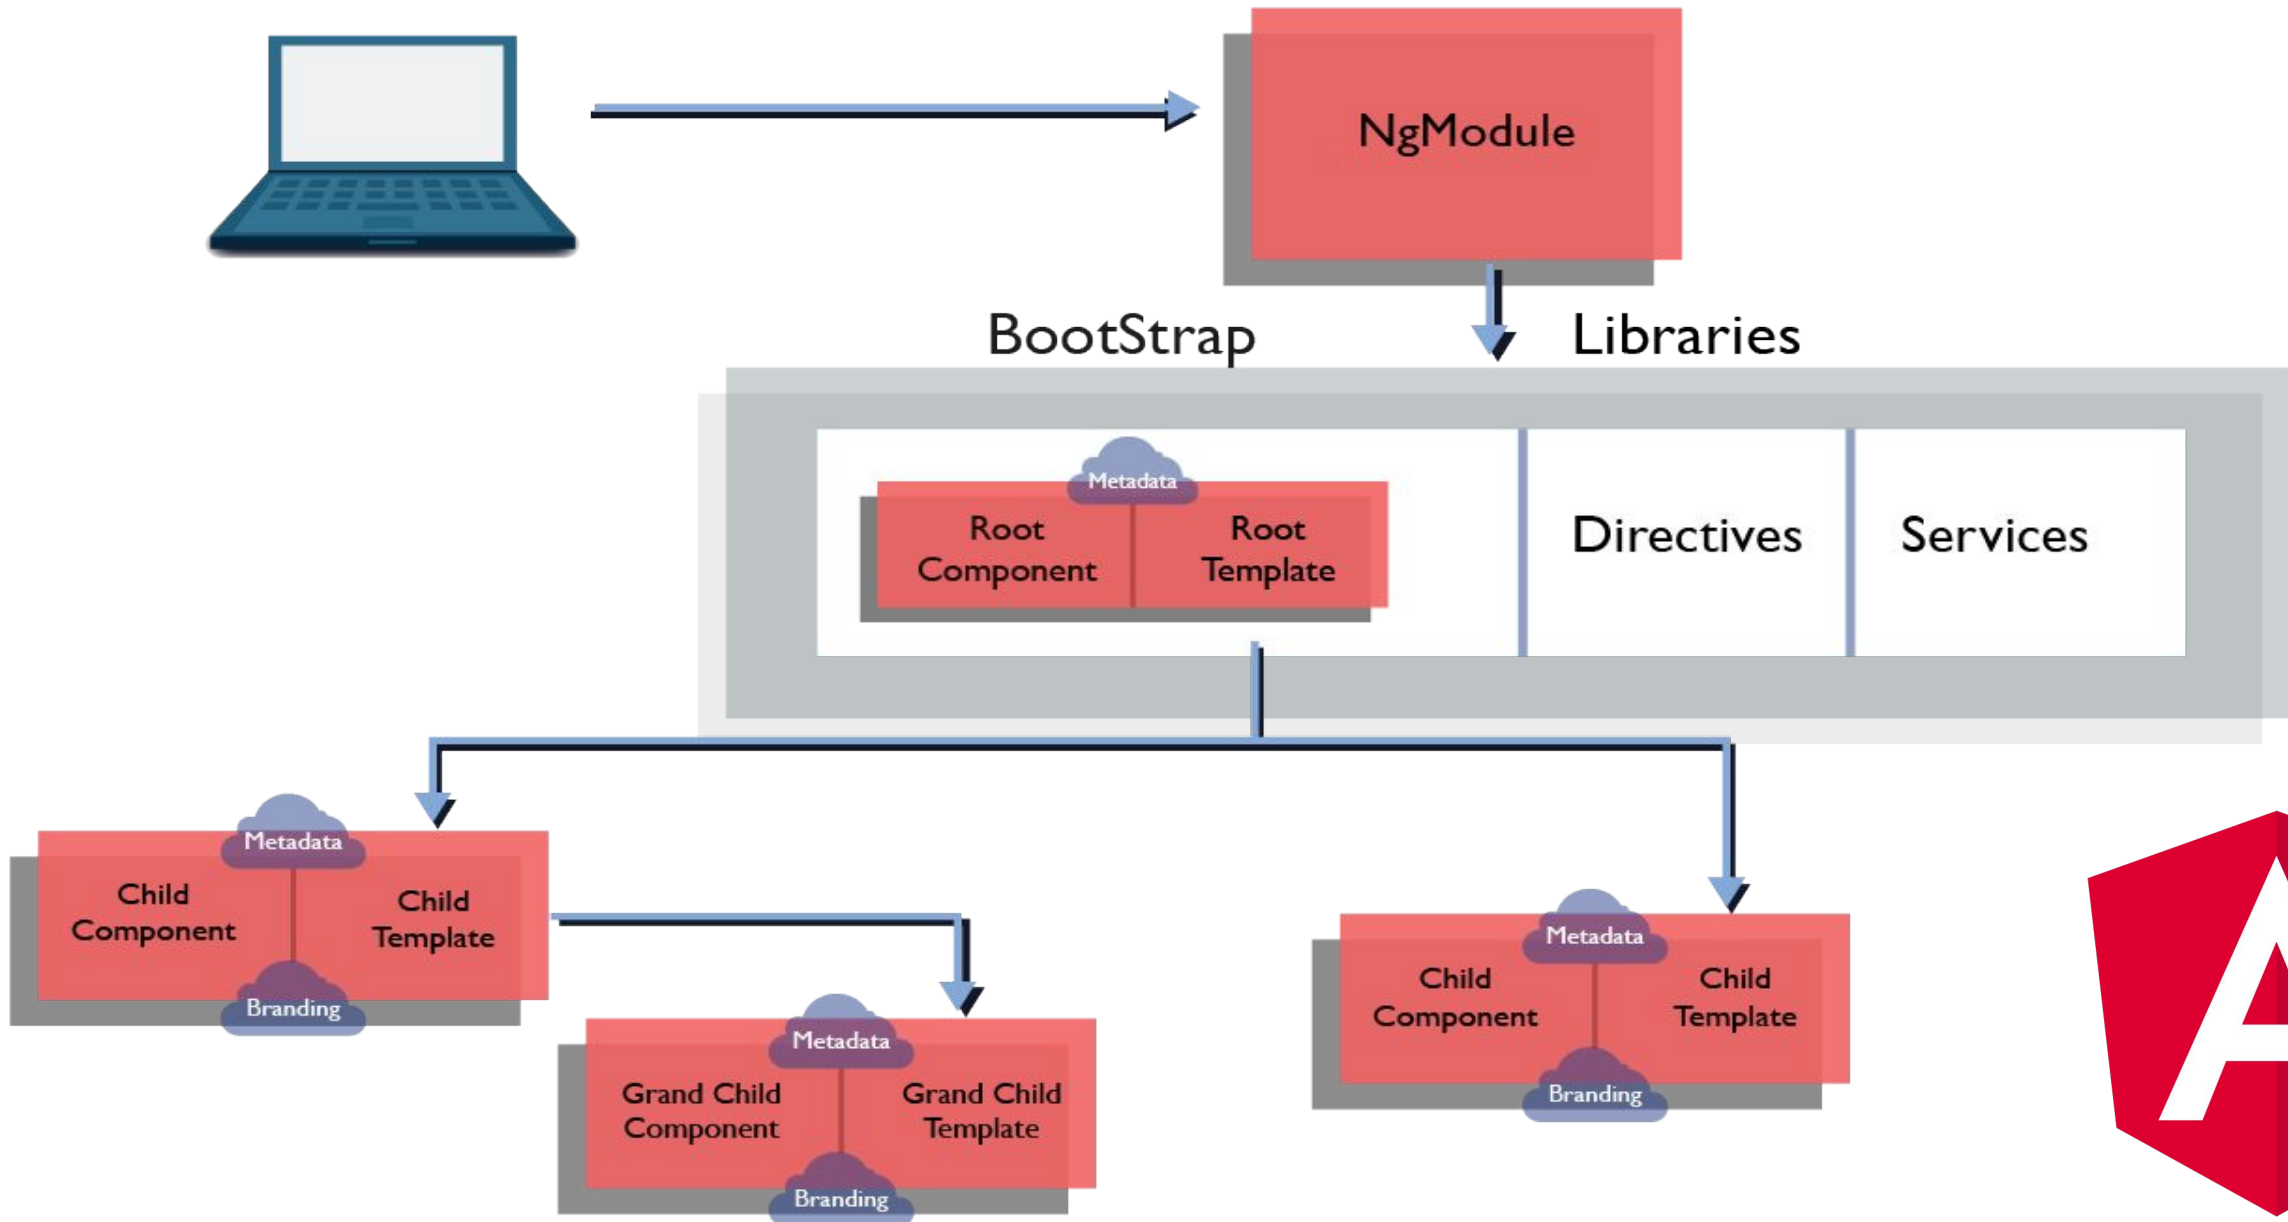 NgModule
BootStrap
Libraries
Metadata
Root
Component
Root
Template
Directives
Services
Metadata
Child
Component
Child
Template
Branding
Metadata
Grand Child
Component
Grand Child
Template
Branding
Metadata
Child
Component
Child
Template
Branding
A